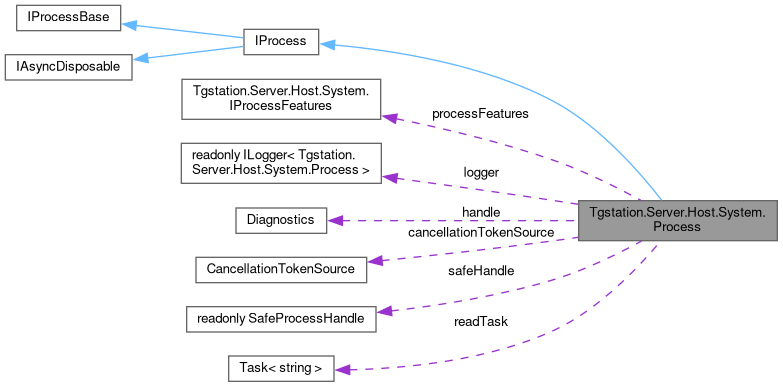 IProcessBase
IProcess
IAsyncDisposable
Tgstation.Server.Host.System.
IProcessFeatures
processFeatures
readonly ILogger< Tgstation.
Server.Host.System.Process >
logger
Diagnostics
handle
Tgstation.Server.Host.System.
Process
cancellationTokenSource
CancellationTokenSource
safeHandle
readonly SafeProcessHandle
readTask
Task< string >